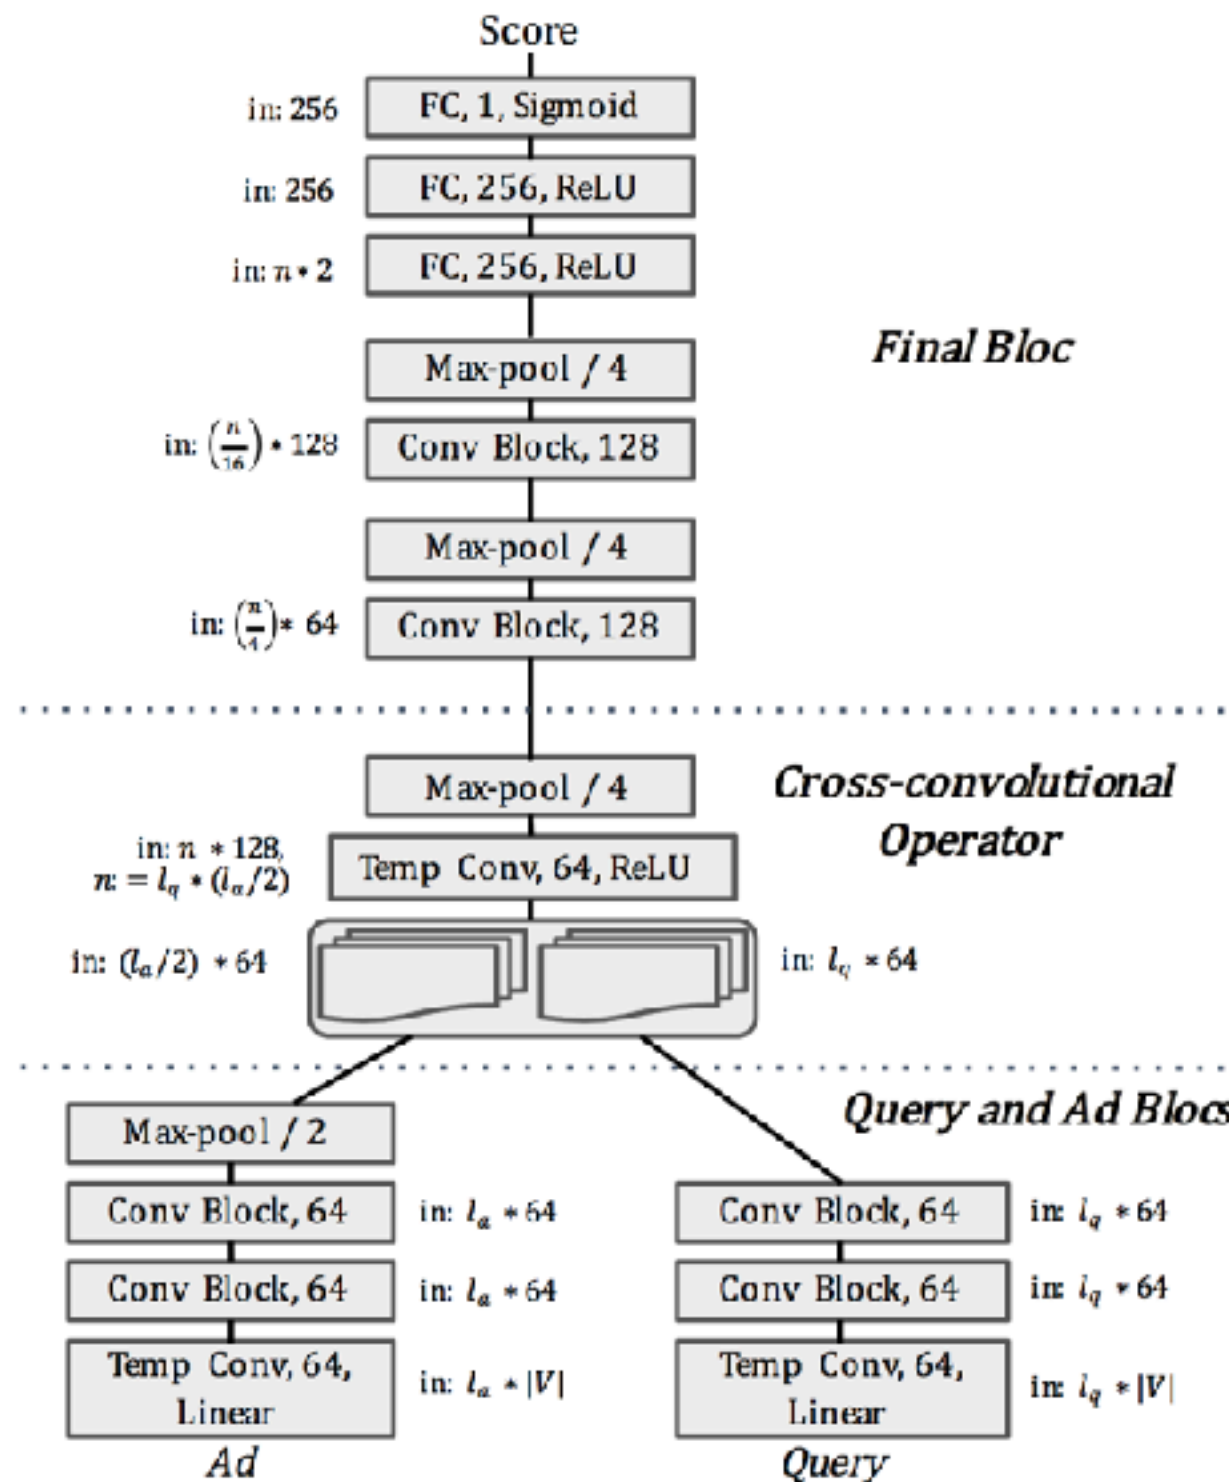 Score
in: 256
FC, 1, Sigmoid
in: 256
FC, 256, ReLU
in: n * 2
FC, 256, ReLU
Final Bloc
Max-pool / 4
in: (n/16) * 128
Conv Block, 128
Max-pool / 4
in: (n/4) * 64
Conv Block, 128
Cross-convolutional
Operator
Max-pool / 4
in: n * 128,
n: = l_q * (l_a/2)
Temp Conv, 64, ReLU
in: (l_a/2) * 64
in: l_q * 64
Query and Ad Blocs
Max-pool / 2
Conv Block, 64
in: l_a * 64
Conv Block, 64
in: l_q * 64
Conv Block, 64
in: l_a * 64
Conv Block, 64
in: l_q * 64
Temp Conv, 64,
Linear
in: l_a * |V|
Temp Conv, 64,
Linear
in: l_q * |V|
Ad
Query